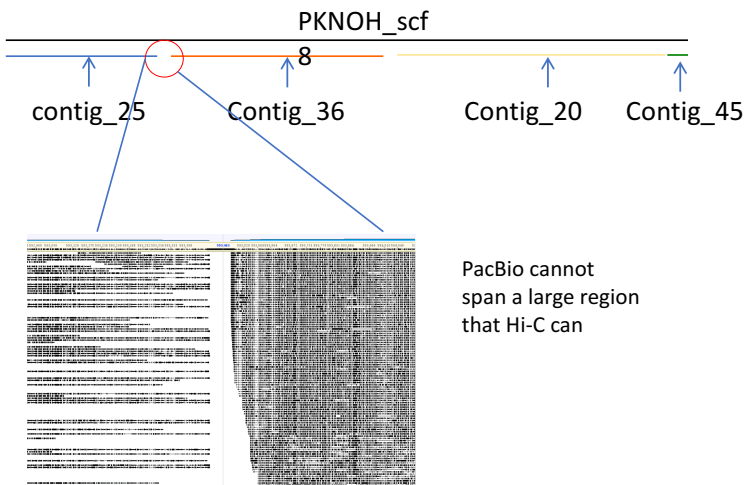 PKNOH_scf
8
contig_25
Contig_36
Contig_20
Contig_45
PacBio cannot
span a large region
that Hi-C can